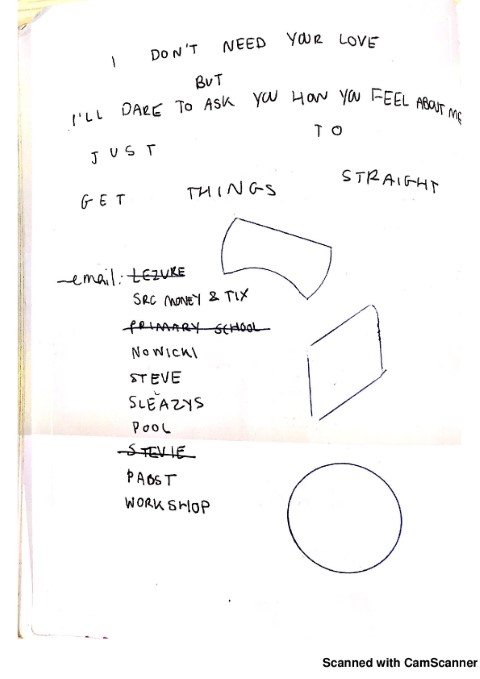 I DON'T NEED YOUR LOVE
BUT
I'LL DARE TO ASK YOU HOW YOU FEEL ABOUT ME
TO
JUST
GET THINGS STRAIGHT
email: LEZURE
SRC MONEY & TIX
PRIMARY SCHOOL
NOWICKI
STEVE
SLEAZYS
POOL
STEVIE
PABST
WORKSHOP
Scanned with CamScanner